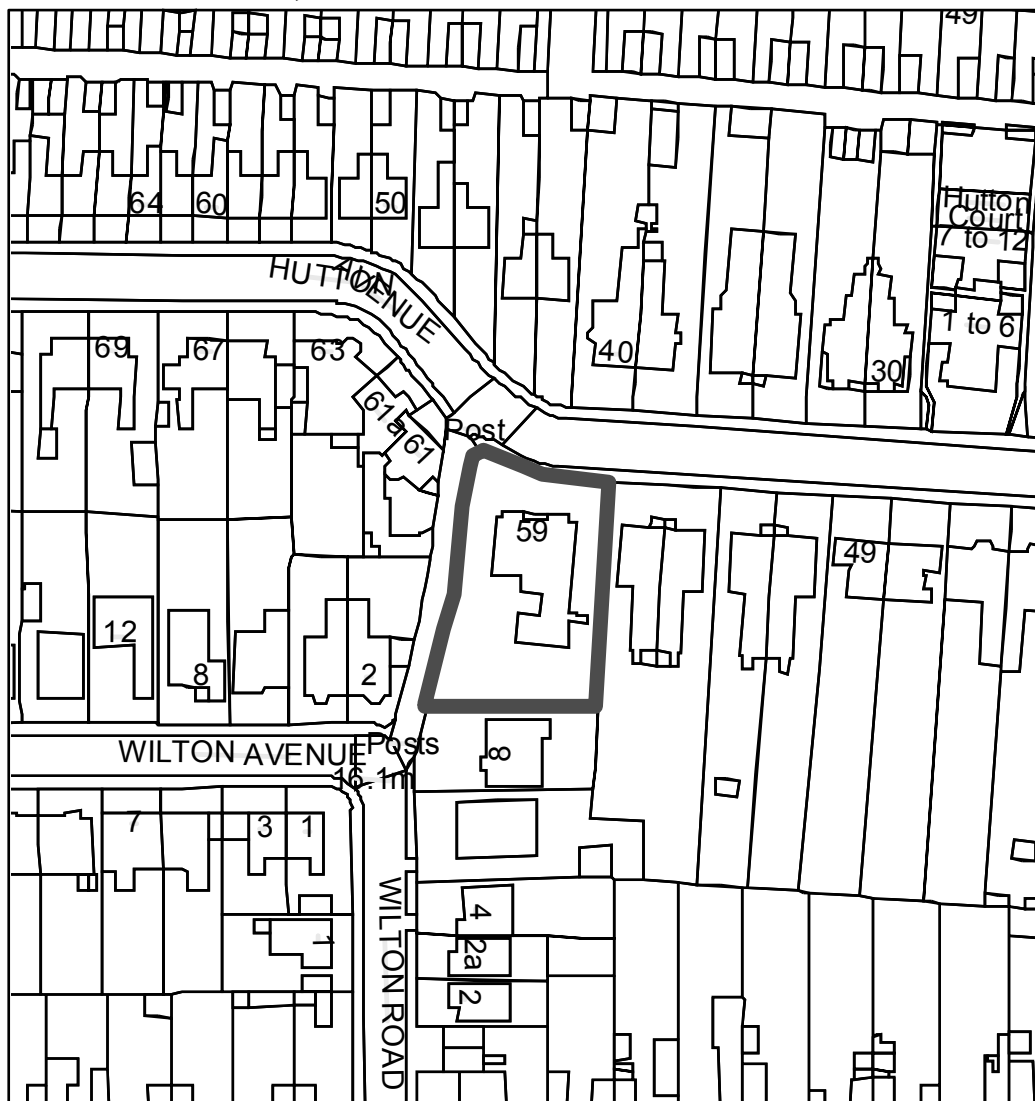 49
Hutton
Court
7 to 12
64
60
50
HUTTON
AVENUE
1 to 6
69
67
63
40
30
61a
61
Post
59
49
12
8
2
WILTON AVENUE
Posts
16.1m
8
7
3
1
4
1
2a
2
WILTON ROAD